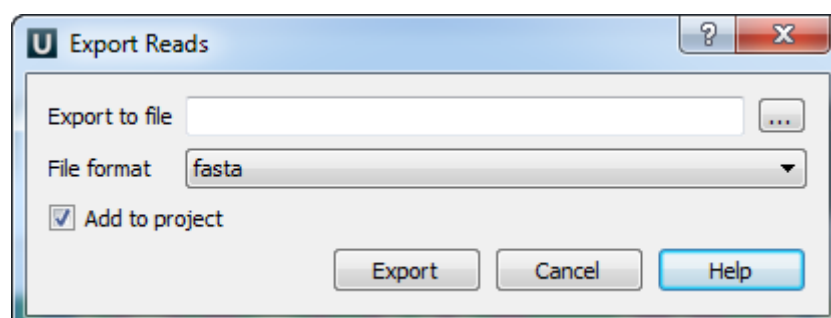 U Export Reads
Export to file
...
File format fasta
Add to project
Export Cancel Help